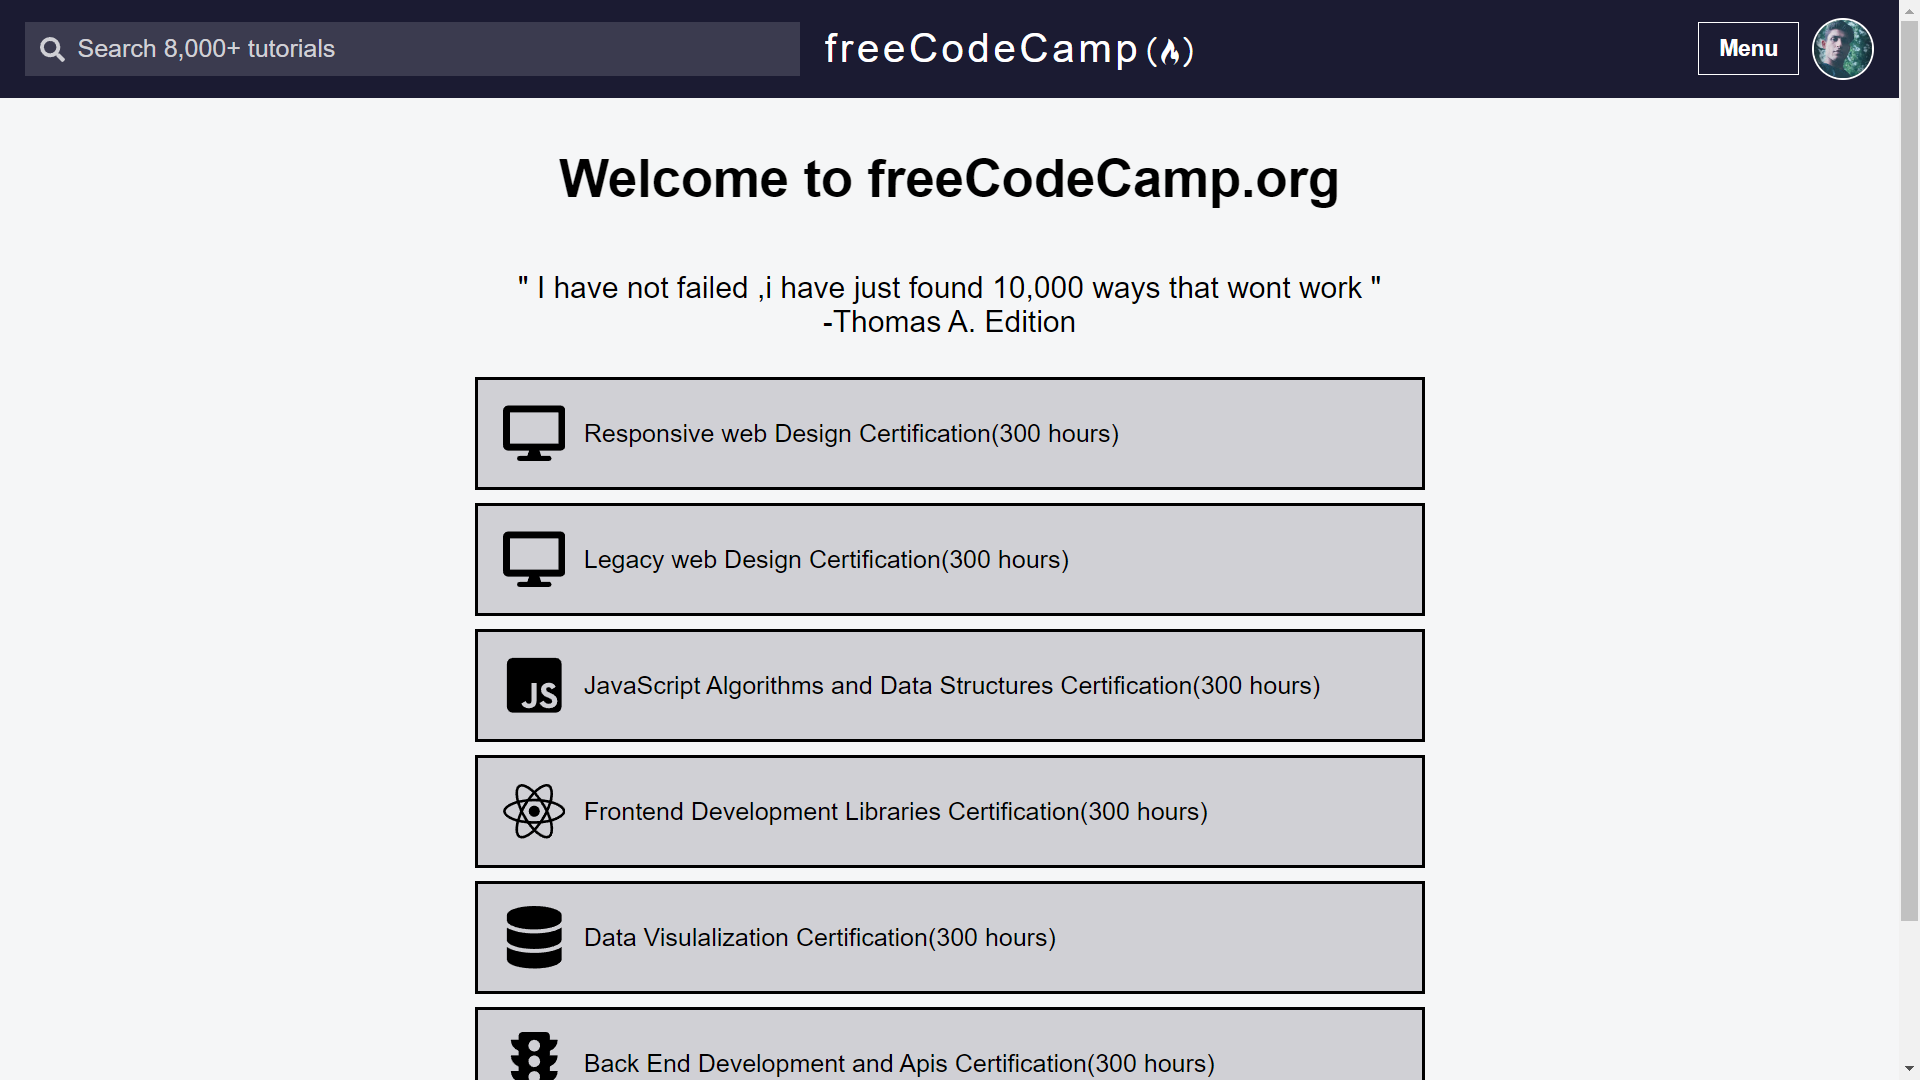 Search 8,000+ tutorials
freeCodeCamp
Menu
Welcome to freeCodeCamp.org
" I have not failed ,i have just found 10,000 ways that wont work "
-Thomas A. Edition
Responsive web Design Certification(300 hours)
Legacy web Design Certification(300 hours)
JS
JavaScript Algorithms and Data Structures Certification(300 hours)
Frontend Development Libraries Certification(300 hours)
Data Visulalization Certification(300 hours)
Back End Development and Apis Certification(300 hours)